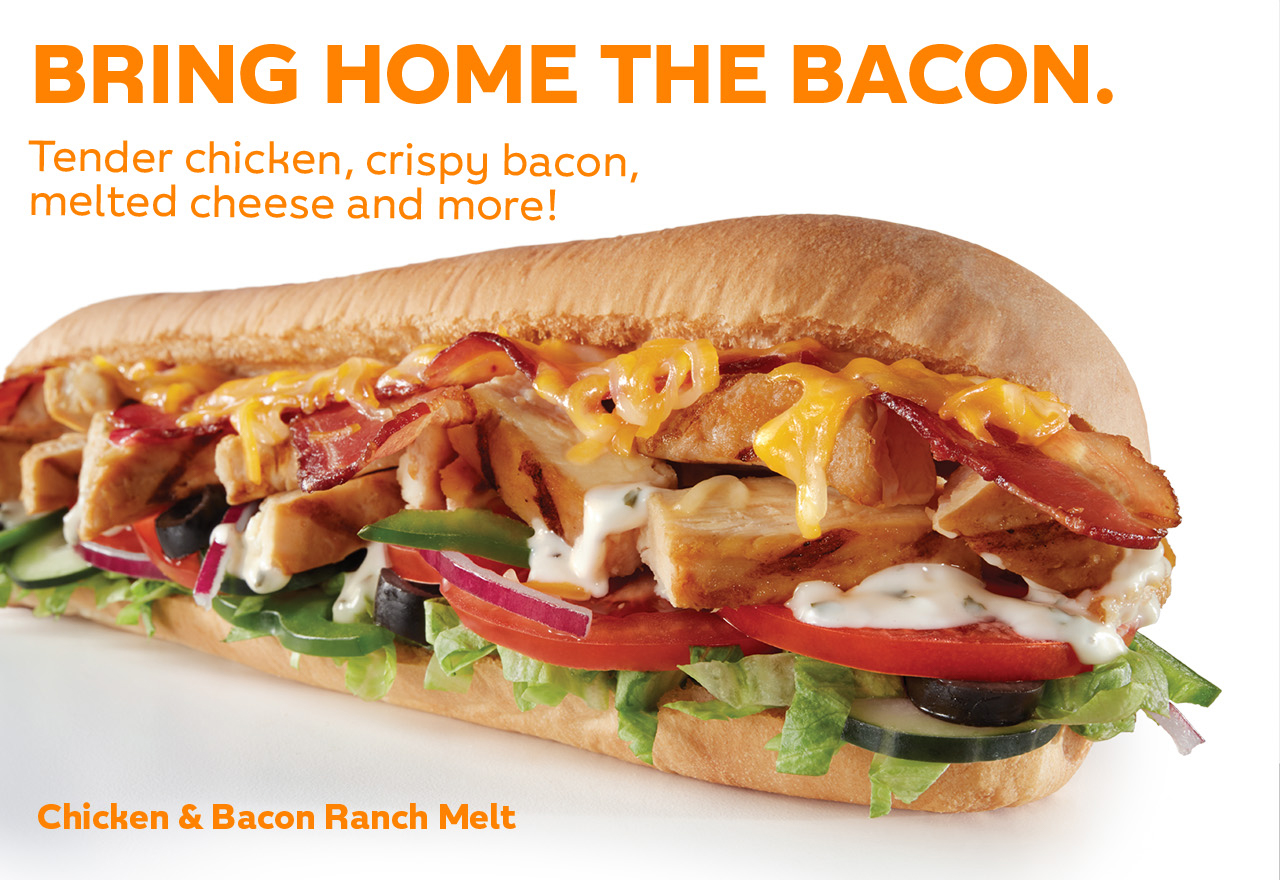 BRING HOME THE BACON.
Tender chicken, crispy bacon,
melted cheese and more!
Chicken & Bacon Ranch Melt